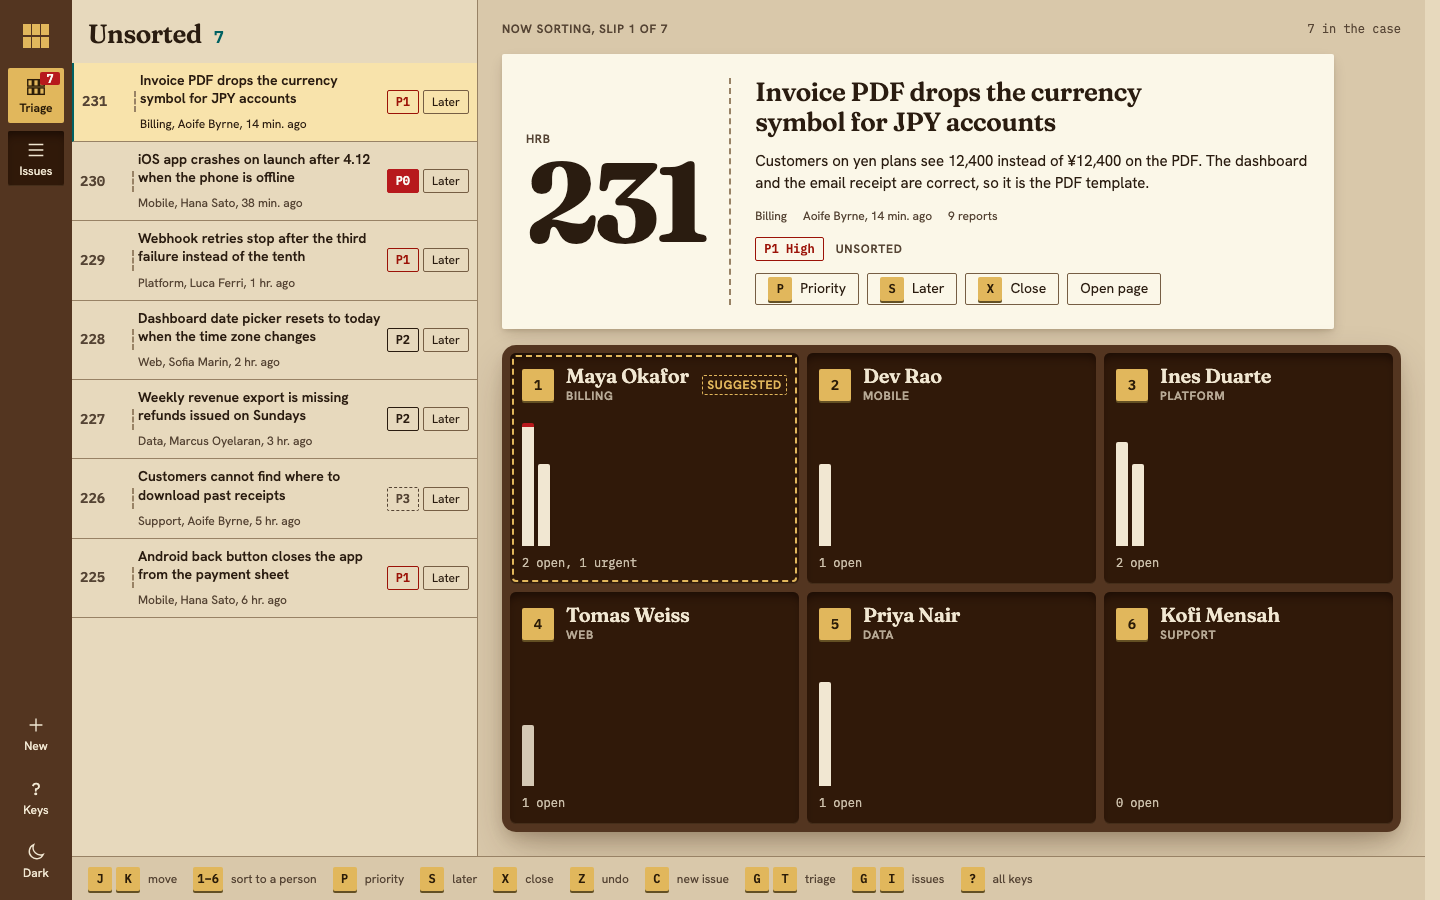 7
Triage
Issues
New
?
Keys
Dark
Unsorted 7
231
Invoice PDF drops the currency
symbol for JPY accounts
Billing, Aoife Byrne, 14 min. ago
P1 Later
230
iOS app crashes on launch after 4.12
when the phone is offline
Mobile, Hana Sato, 38 min. ago
P0 Later
229
Webhook retries stop after the third
failure instead of the tenth
Platform, Luca Ferri, 1 hr. ago
P1 Later
228
Dashboard date picker resets to today
when the time zone changes
Web, Sofia Marin, 2 hr. ago
P2 Later
227
Weekly revenue export is missing
refunds issued on Sundays
Data, Marcus Oyelaran, 3 hr. ago
P2 Later
226
Customers cannot find where to
download past receipts
Support, Aoife Byrne, 5 hr. ago
P3 Later
225
Android back button closes the app
from the payment sheet
Mobile, Hana Sato, 6 hr. ago
P1 Later
NOW SORTING, SLIP 1 OF 7
7 in the case
HRB
231
Invoice PDF drops the currency
symbol for JPY accounts
Customers on yen plans see 12,400 instead of ¥12,400 on the PDF. The dashboard
and the email receipt are correct, so it is the PDF template.
Billing Aoife Byrne, 14 min. ago 9 reports
P1 High UNSORTED
P Priority S Later X Close Open page
1 Maya Okafor SUGGESTED
BILLING
2 open, 1 urgent
2 Dev Rao
MOBILE
1 open
3 Ines Duarte
PLATFORM
2 open
4 Tomas Weiss
WEB
1 open
5 Priya Nair
DATA
1 open
6 Kofi Mensah
SUPPORT
0 open
J K move 1–6 sort to a person P priority S later X close Z undo C new issue G T triage G I issues ? all keys